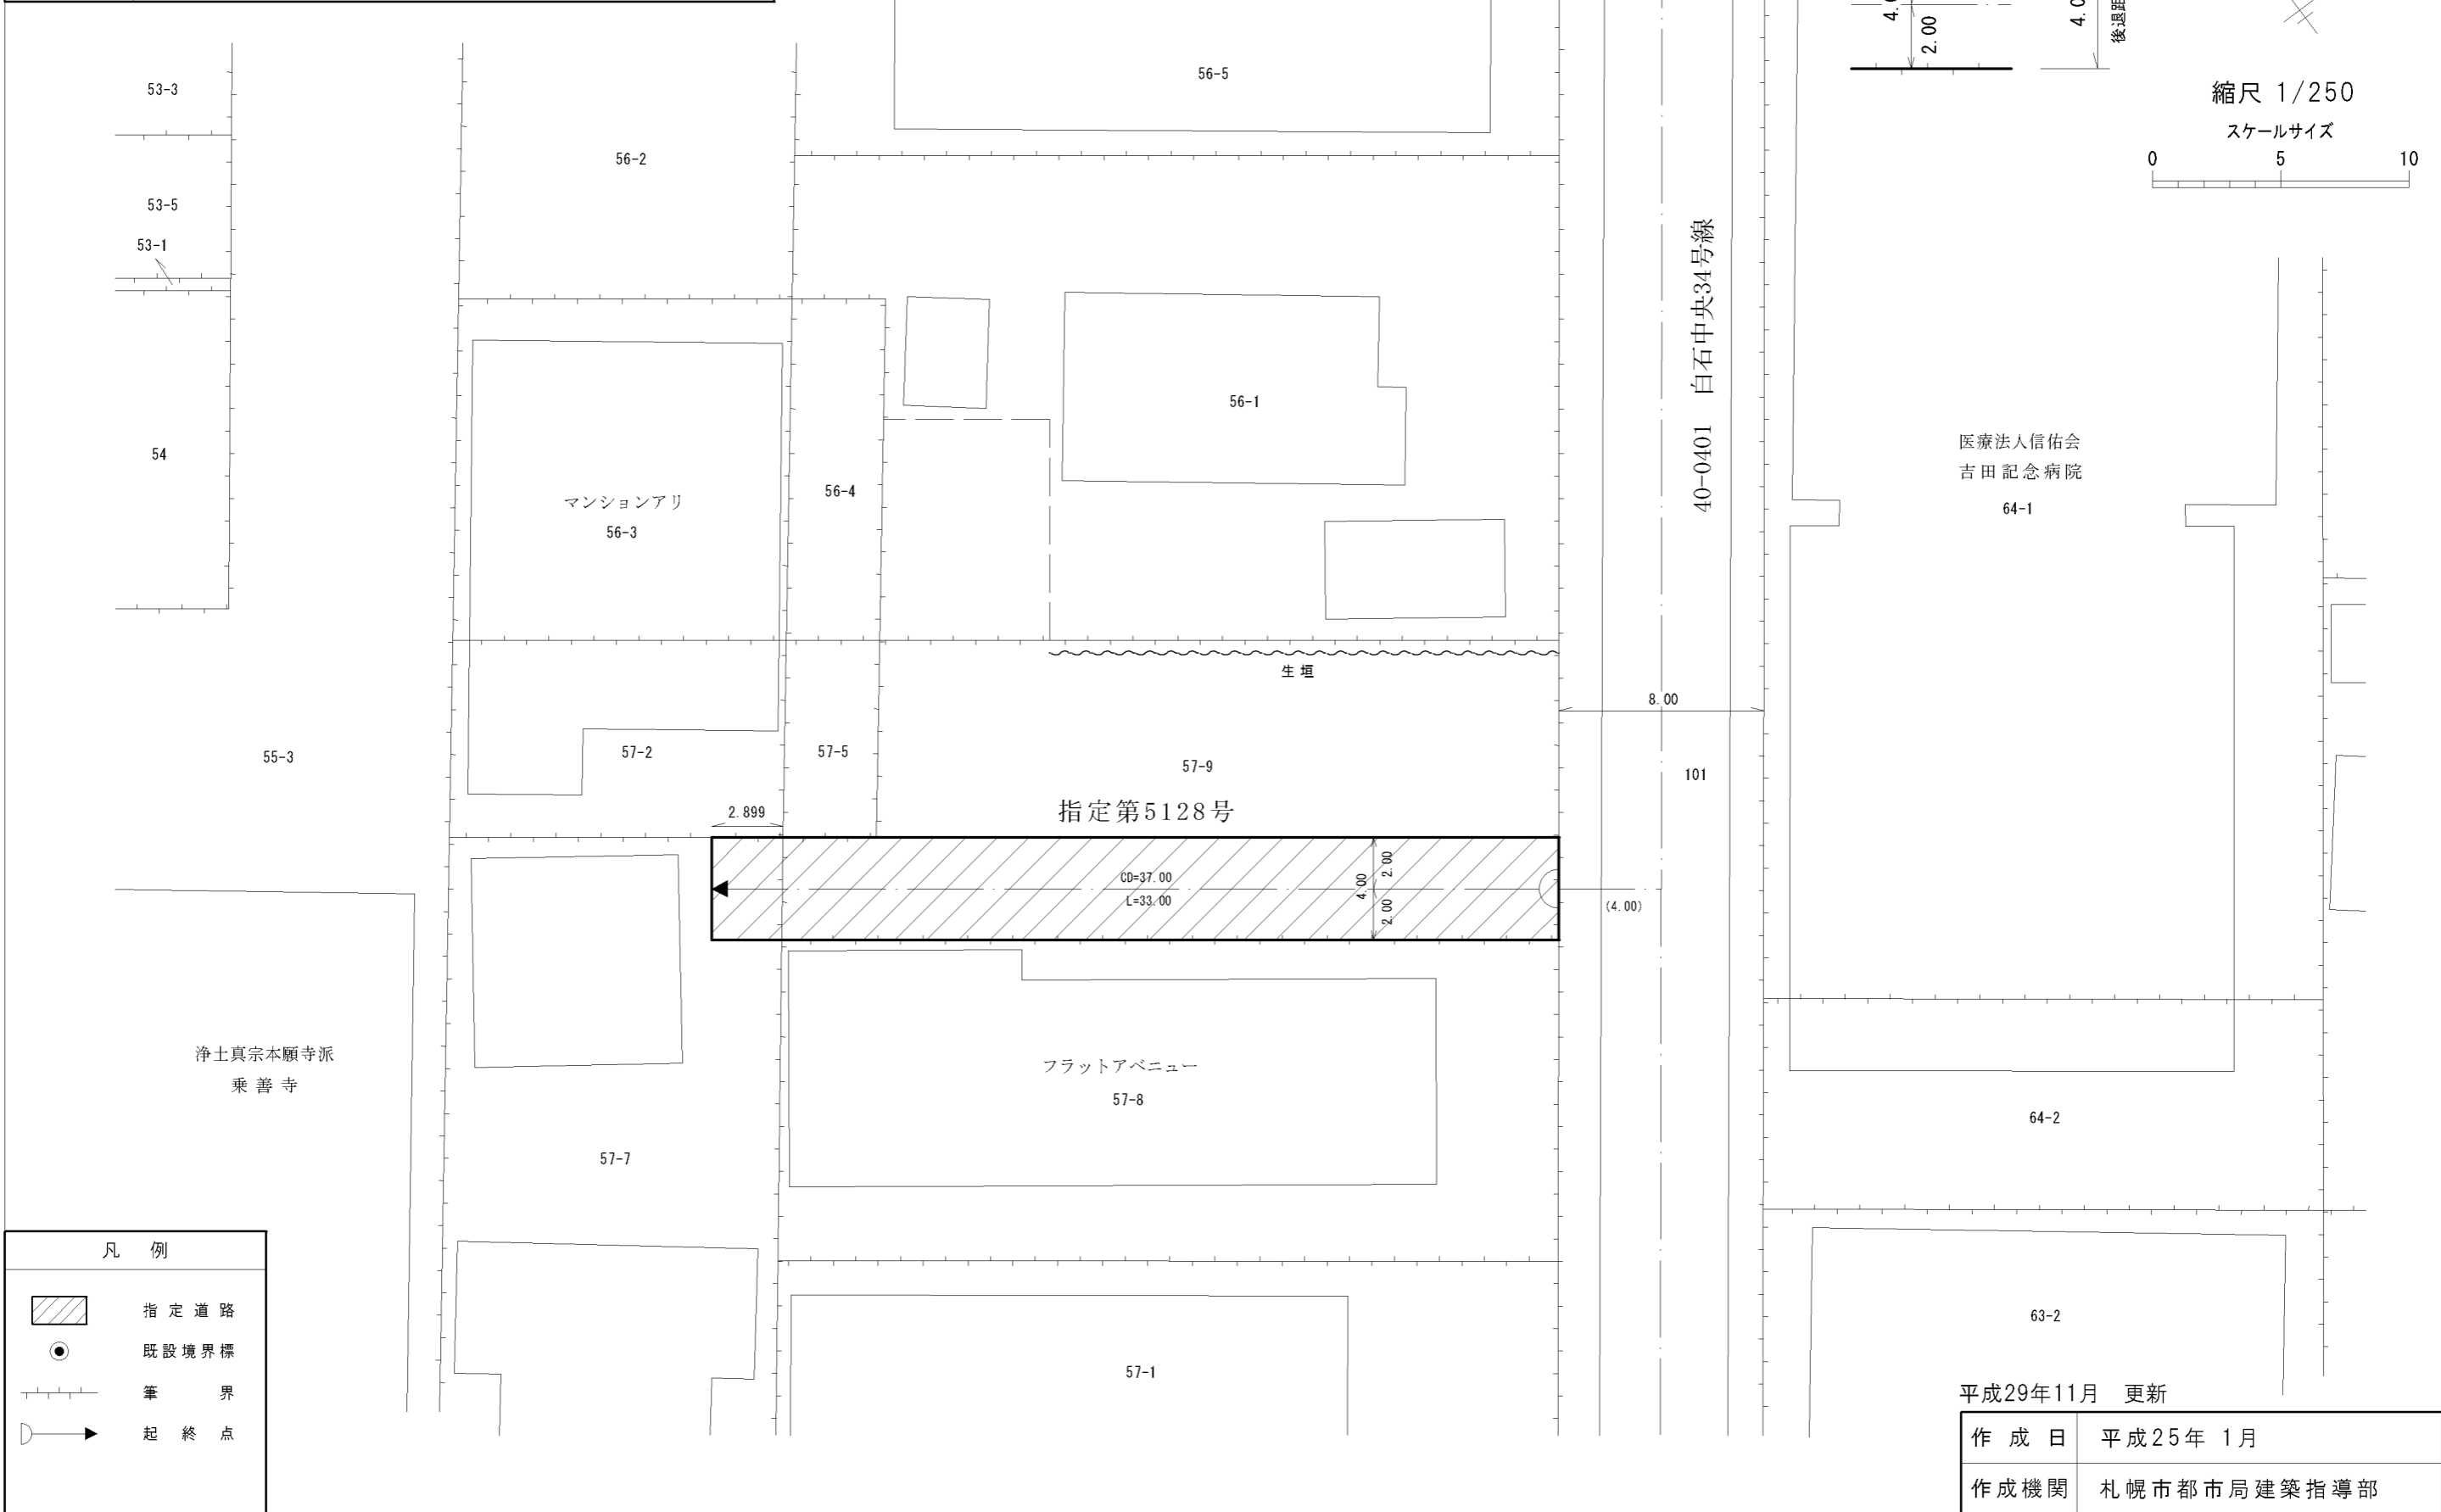 4.0
2.00
4.0
後退距
縮尺 1/250
スケールサイズ
0 5 10
53-3
53-5
53-1
54
56-2
56-5
56-1
56-4
マンションアリ
56-3
40-0401 白石中央34号線
医療法人信佑会
吉田記念病院
64-1
生垣
8.00
55-3
57-2
57-5
57-9
101
2.899
指定第5128号
CD=37.00
L=33.00
4.00
2.00
2.00
(4.00)
浄土真宗本願寺派
乗善寺
フラットアベニュー
57-8
57-7
64-2
63-2
57-1
凡例
指定道路
既設境界標
筆界
起終点
平成29年11月 更新
作成日 平成25年 1月
作成機関 札幌市都市局建築指導部